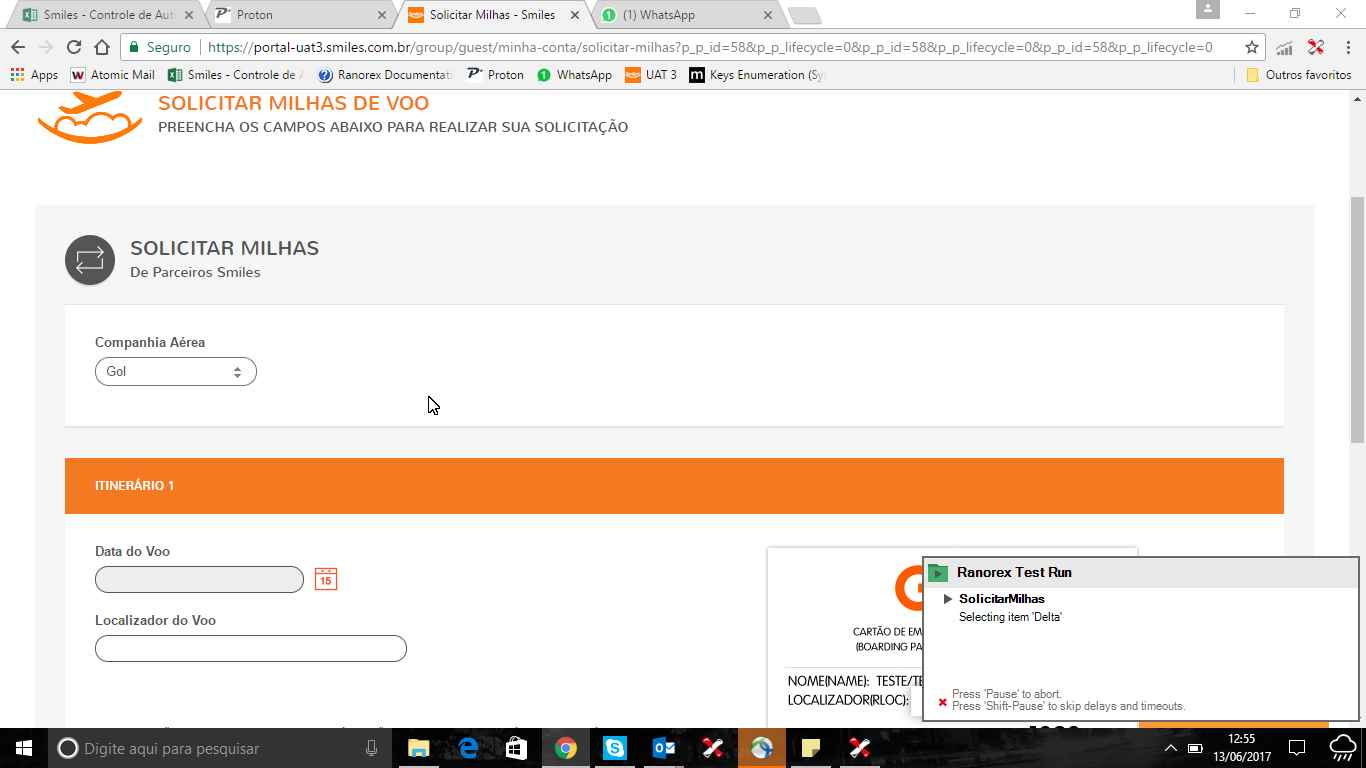 Smiles - Controle de Aut
Proton
Solicitar Milhas - Smiles
(1) WhatsApp
Seguro
https://portal-uat3.smiles.com.br/group/guest/minha-conta/solicitar-milhas?p_p_id=58&p_p_lifecycle=0&p_p_id=58&p_p_lifecycle=0&p_p_id=58&p_p_lifecycle=0
Apps
Atomic Mail
Smiles - Controle de A
Ranorex Documentati
Proton
WhatsApp
UAT 3
Keys Enumeration (Sy
Outros favoritos
SOLICITAR MILHAS DE VOO
PREENCHA OS CAMPOS ABAIXO PARA REALIZAR SUA SOLICITAÇÃO
SOLICITAR MILHAS
De Parceiros Smiles
Companhia Aérea
Gol
ITINERÁRIO 1
Data do Voo
15
Localizador do Voo
CARTÃO DE EM
(BOARDING PA
NOME(NAME): TESTE/TE
LOCALIZADOR(RLOC):
Ranorex Test Run
SolicitarMilhas
Selecting item 'Delta'
Press 'Pause' to abort.
Press 'Shift-Pause' to skip delays and timeouts.
Digite aqui para pesquisar
12:55
13/06/2017